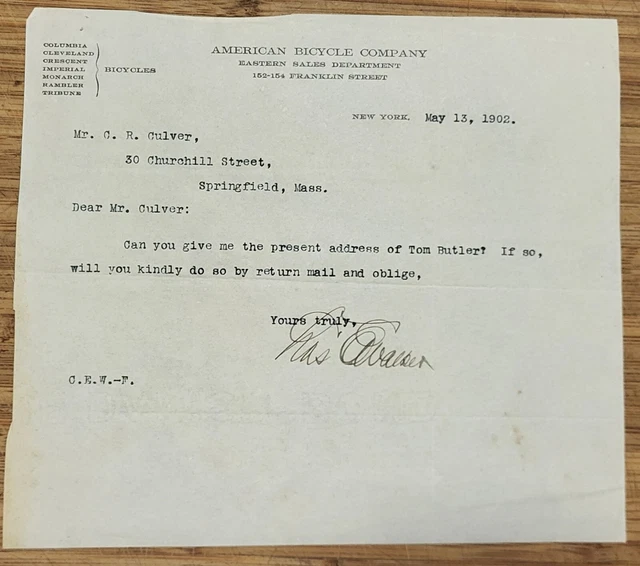 COLUMBIA
CLEVELAND
CRESCENT
IMPERIAL
MONARCH
RAMBLER
TRIBUNE
BICYCLES
AMERICAN BICYCLE COMPANY
EASTERN SALES DEPARTMENT
152-154 FRANKLIN STREET
NEW YORK, May 13, 1902.
Mr. C. R. Culver,
30 Churchill Street,
Springfield, Mass.
Dear Mr. Culver:
Can you give me the present address of Tom Butler? If so,
will you kindly do so by return mail and oblige,
Yours truly,
Chas E Walker
C.E.W.-F.